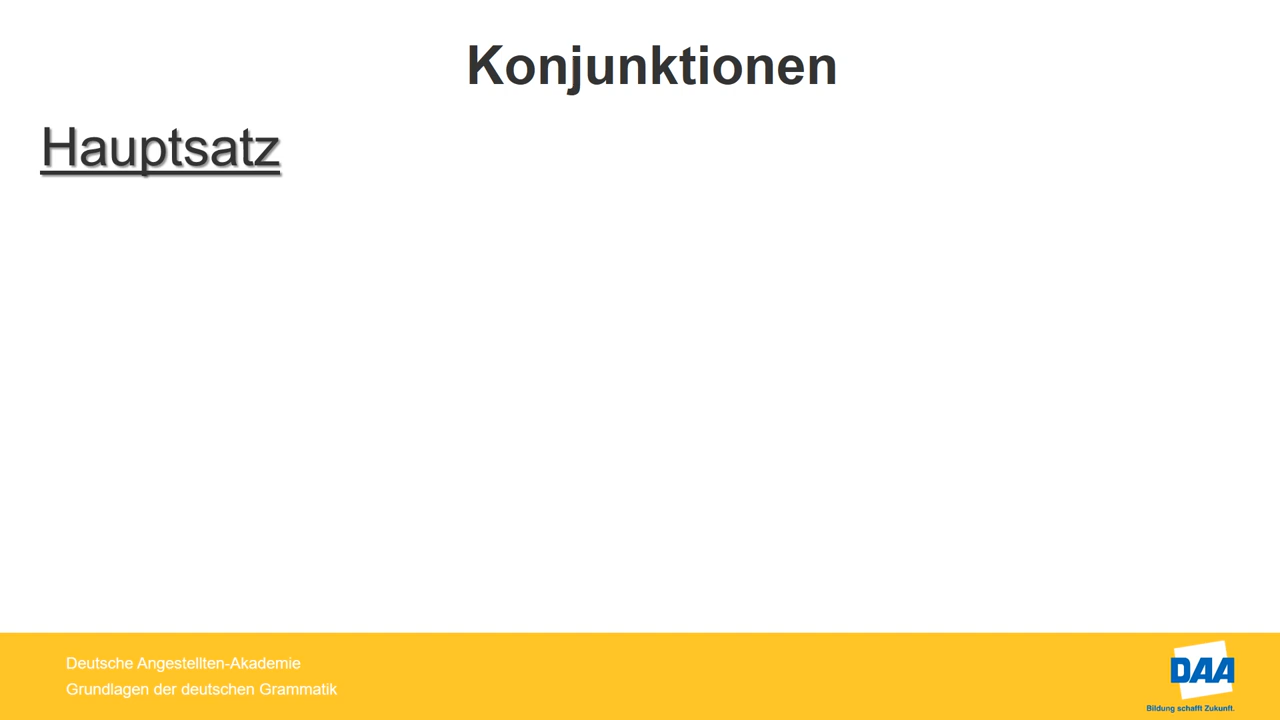 Konjunktionen
Hauptsatz
Deutsche Angestellten-Akademie
Grundlagen der deutschen Grammatik
DAA
Bildung schafft Zukunft.